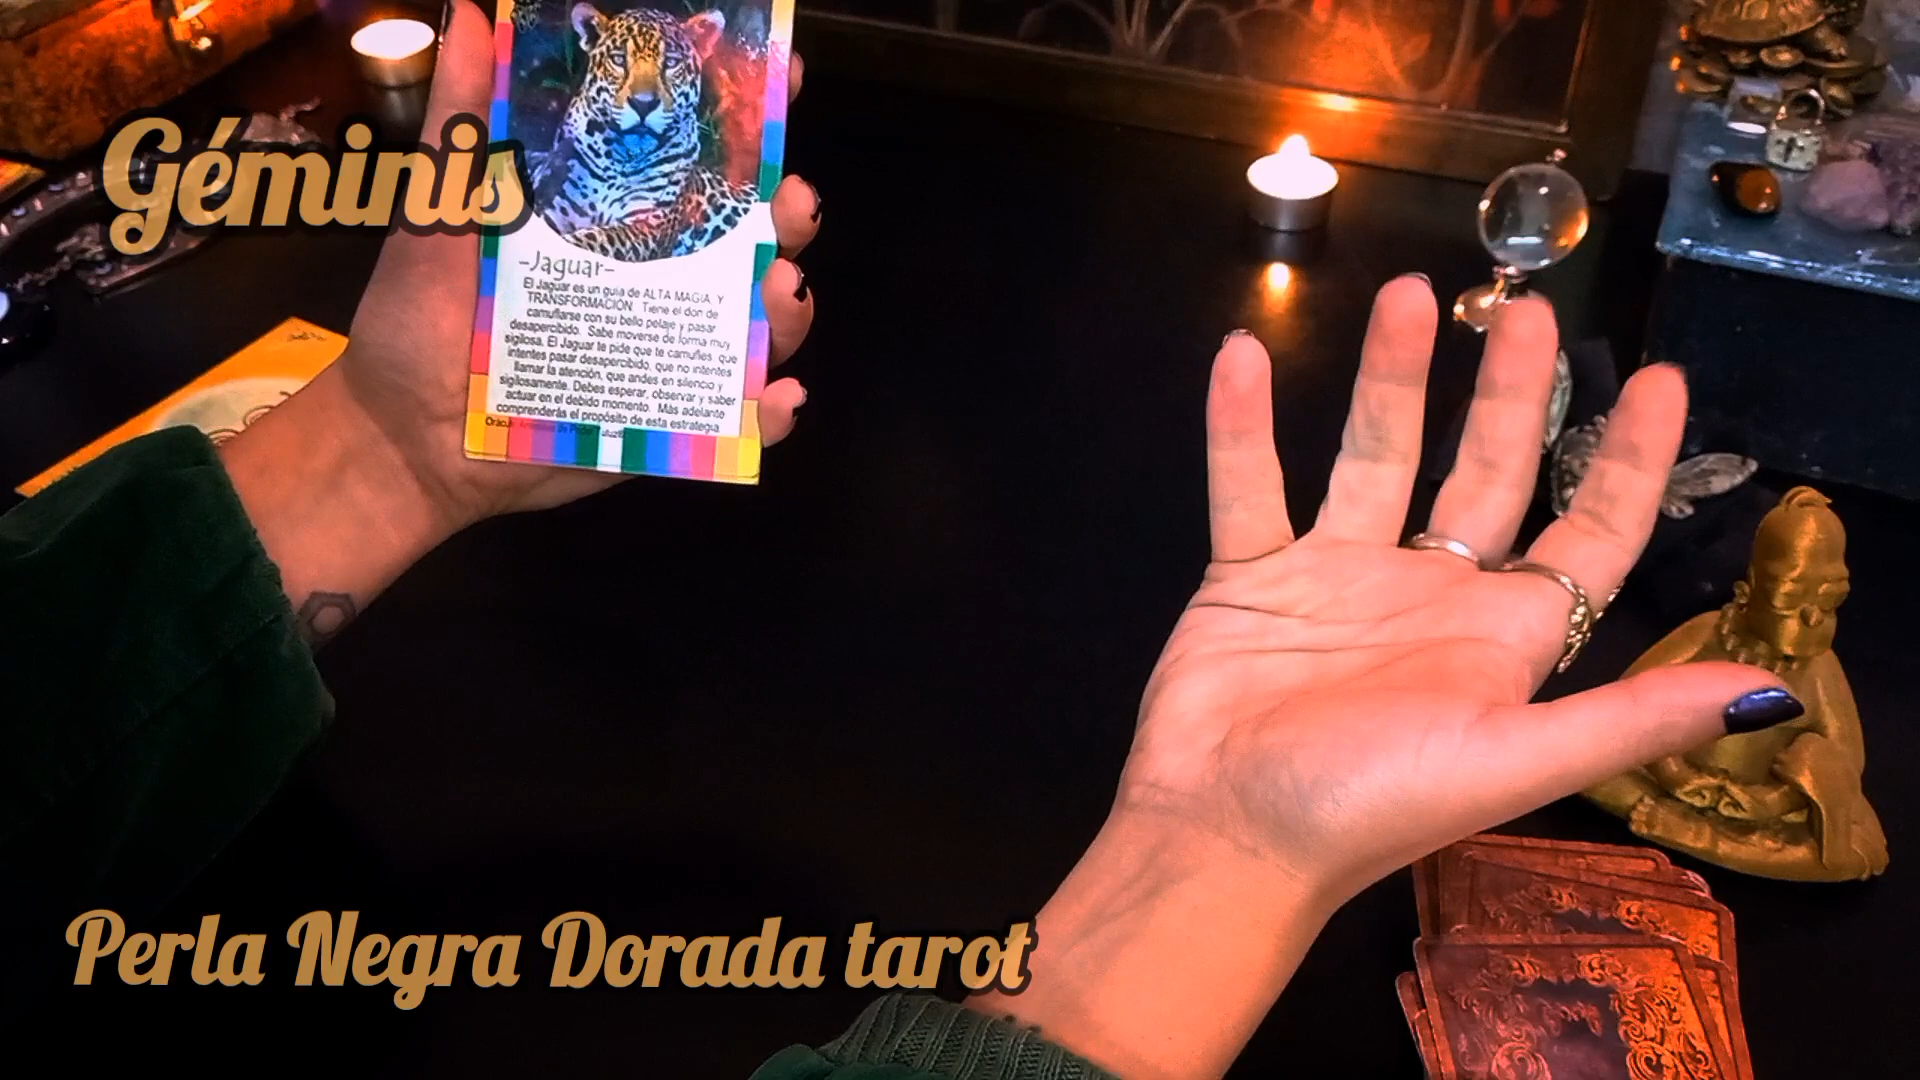 Géminis
-Jaguar-
El Jaguar es un guia de ALTA MAGIA Y
TRANSFORMACIÓN Tiene el don de
camuflarse con su bello pelaje y pasar
desapercibido. Sabe moverse de forma muy
sigilosa. El Jaguar te pide que te camufles que
intentes pasar desapercibido, que no intentes
llamar la atención, que andes en silencio y
sigilosamente. Debes esperar, observar y saber
actuar en el debido momento. Más adelante
comprenderás el propósito de esta estrategia.
Perla Negra Dorada tarot